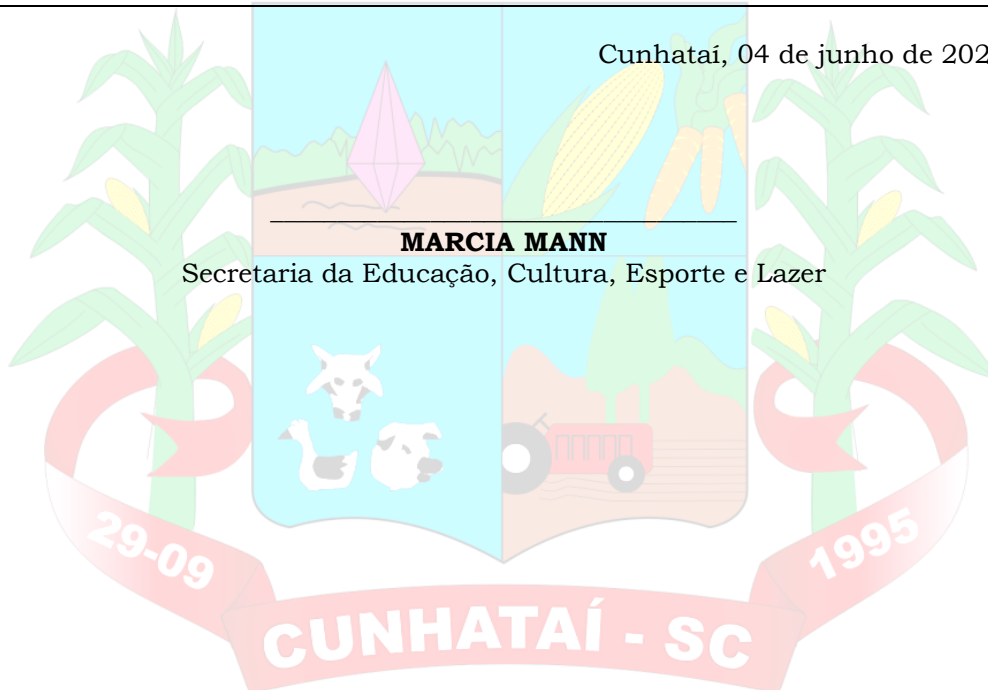 Cunhataí, 04 de junho de 202
MARCIA MANN
Secretaria da Educação, Cultura, Esporte e Lazer
29-09
1995
CUNHATAÍ - SC